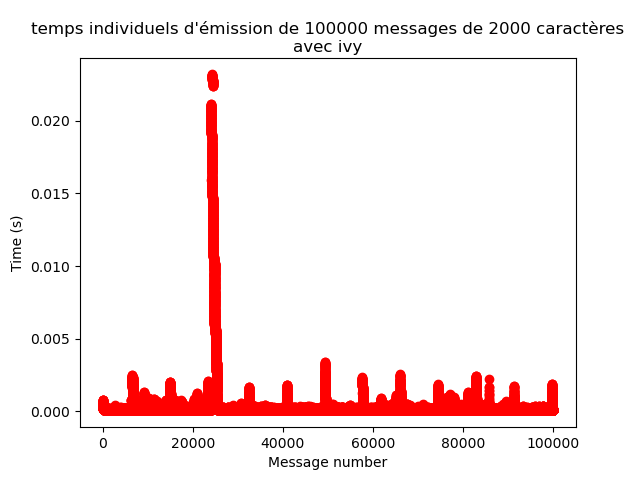 temps individuels d'émission de 100000 messages de 2000 caractères
avec ivy
0.020
0.015
0.010
0.005
0.000
Time (s)
0 20000 40000 60000 80000 100000
Message number